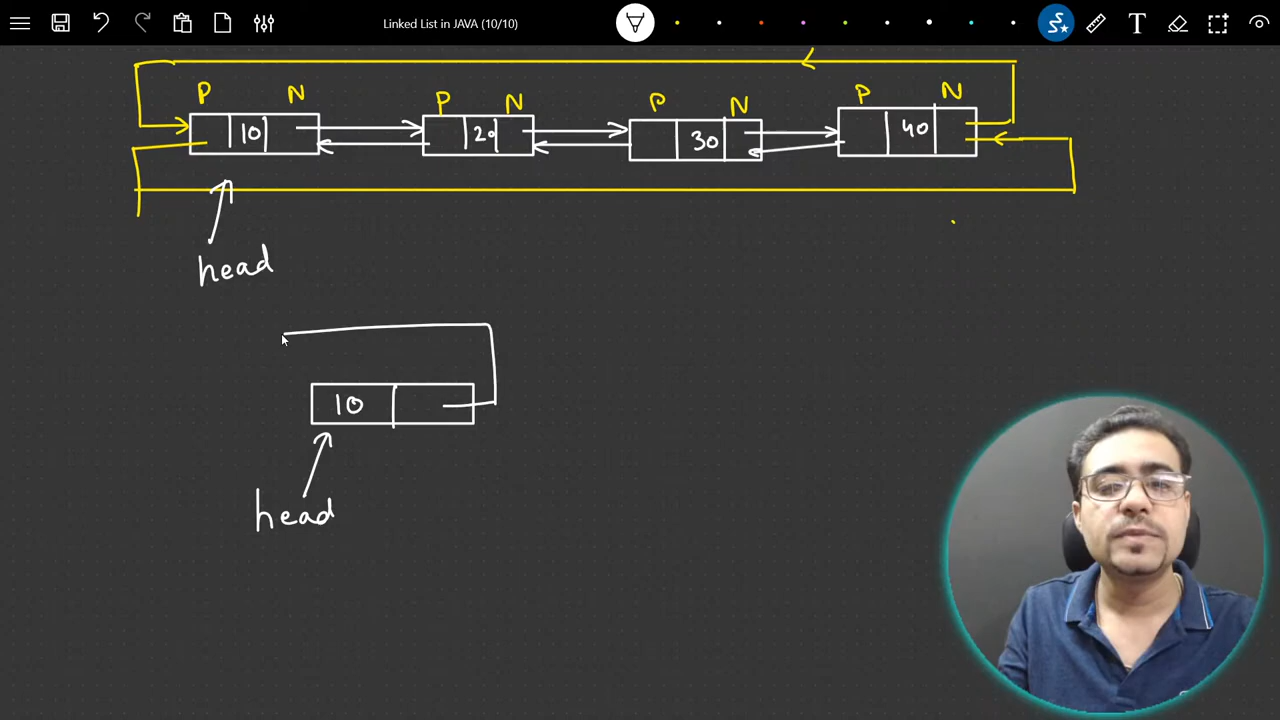 Linked List in JAVA (10/10)
T
P N P N P N P N
10 20 30 40
head
10
head